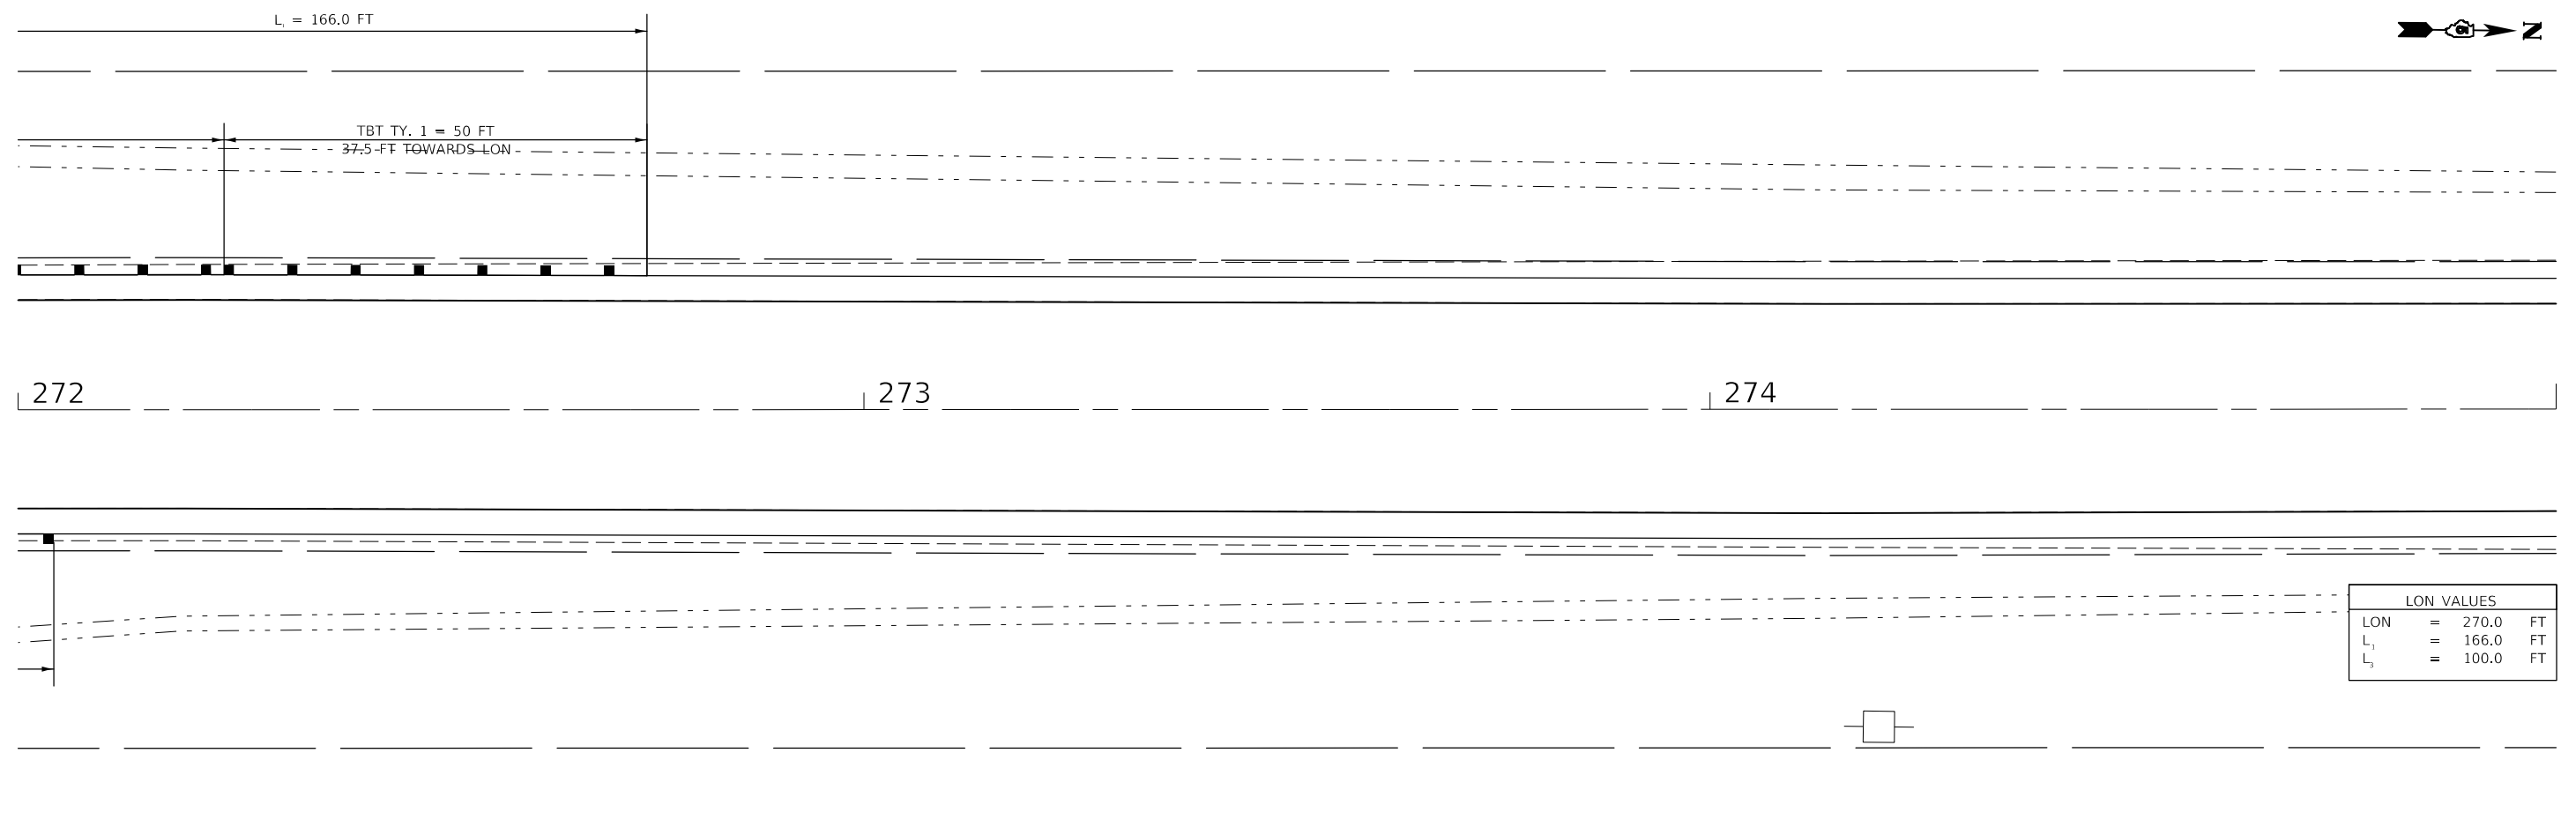 L₁ = 166.0 FT
N
TBT TY. 1 = 50 FT
37.5 FT TOWARDS LON
272 273 274
LON VALUES
LON = 270.0 FT
L₁ = 166.0 FT
L₃ = 100.0 FT